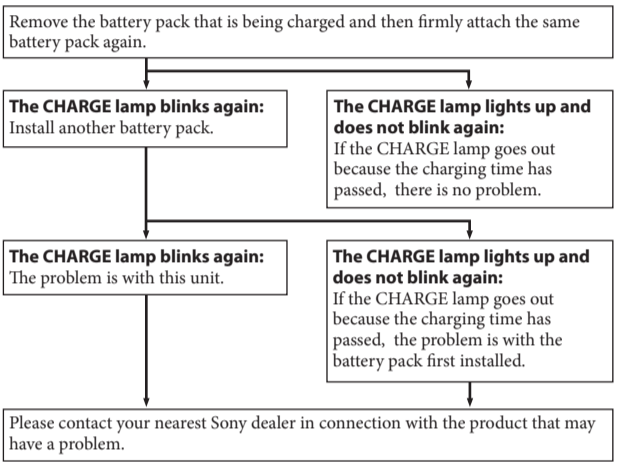 Remove the battery pack that is being charged and then firmly attach the same
battery pack again.
The CHARGE lamp blinks again:
Install another battery pack.
The CHARGE lamp lights up and
does not blink again:
If the CHARGE lamp goes out
because the charging time has
passed, there is no problem.
The CHARGE lamp blinks again:
The problem is with this unit.
The CHARGE lamp lights up and
does not blink again:
If the CHARGE lamp goes out
because the charging time has
passed, the problem is with the
battery pack first installed.
Please contact your nearest Sony dealer in connection with the product that may
have a problem.